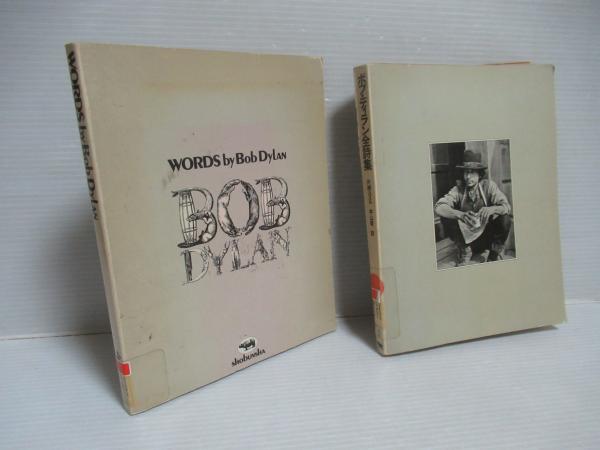 WORDS by Bob Dylan
WORDS by Bob Dylan
BOB
DYLAN
shobunsha
ボブ・ディラン全詩集